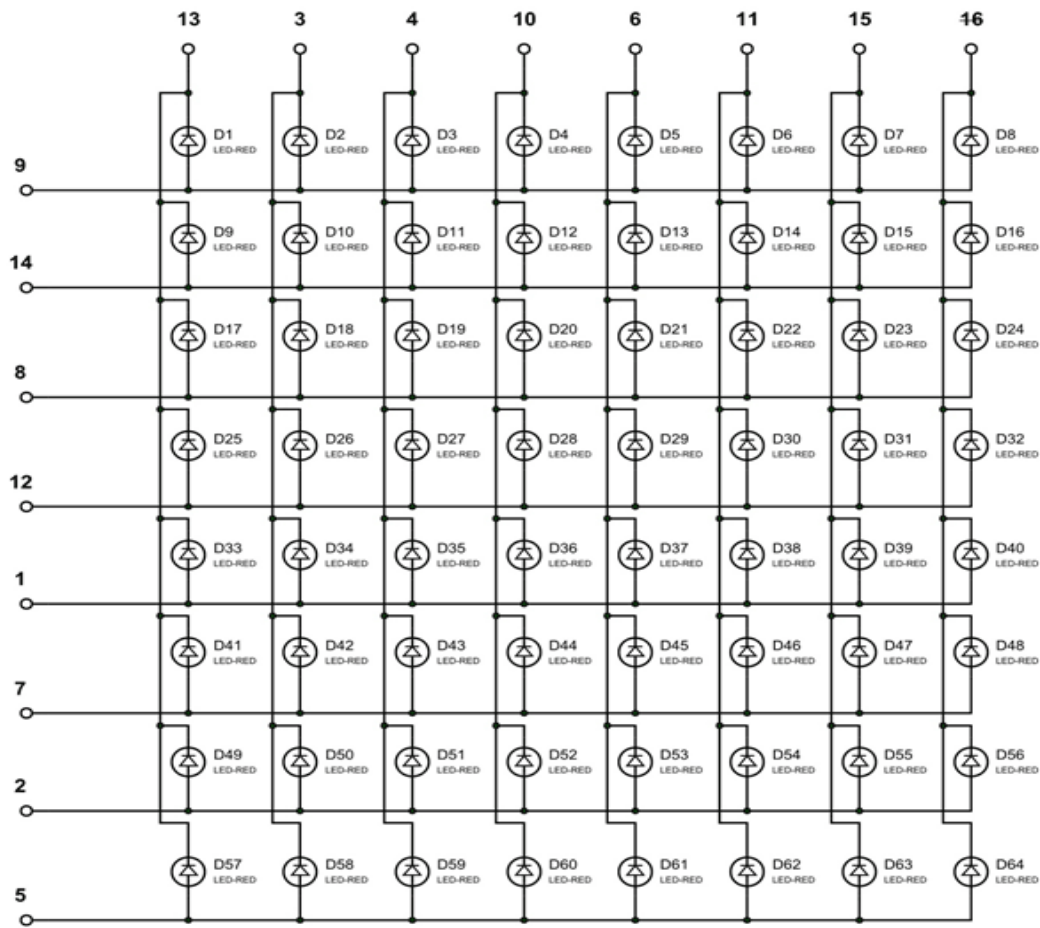 13 3 4 10 6 11 15 16
D1 D2 D3 D4 D5 D6 D7 D8
LED-RED LED-RED LED-RED LED-RED LED-RED LED-RED LED-RED LED-RED
9
D9 D10 D11 D12 D13 D14 D15 D16
LED-RED LED-RED LED-RED LED-RED LED-RED LED-RED LED-RED LED-RED
14
D17 D18 D19 D20 D21 D22 D23 D24
LED-RED LED-RED LED-RED LED-RED LED-RED LED-RED LED-RED LED-RED
8
D25 D26 D27 D28 D29 D30 D31 D32
LED-RED LED-RED LED-RED LED-RED LED-RED LED-RED LED-RED LED-RED
12
D33 D34 D35 D36 D37 D38 D39 D40
LED-RED LED-RED LED-RED LED-RED LED-RED LED-RED LED-RED LED-RED
1
D41 D42 D43 D44 D45 D46 D47 D48
LED-RED LED-RED LED-RED LED-RED LED-RED LED-RED LED-RED LED-RED
7
D49 D50 D51 D52 D53 D54 D55 D56
LED-RED LED-RED LED-RED LED-RED LED-RED LED-RED LED-RED LED-RED
2
D57 D58 D59 D60 D61 D62 D63 D64
LED-RED LED-RED LED-RED LED-RED LED-RED LED-RED LED-RED LED-RED
5